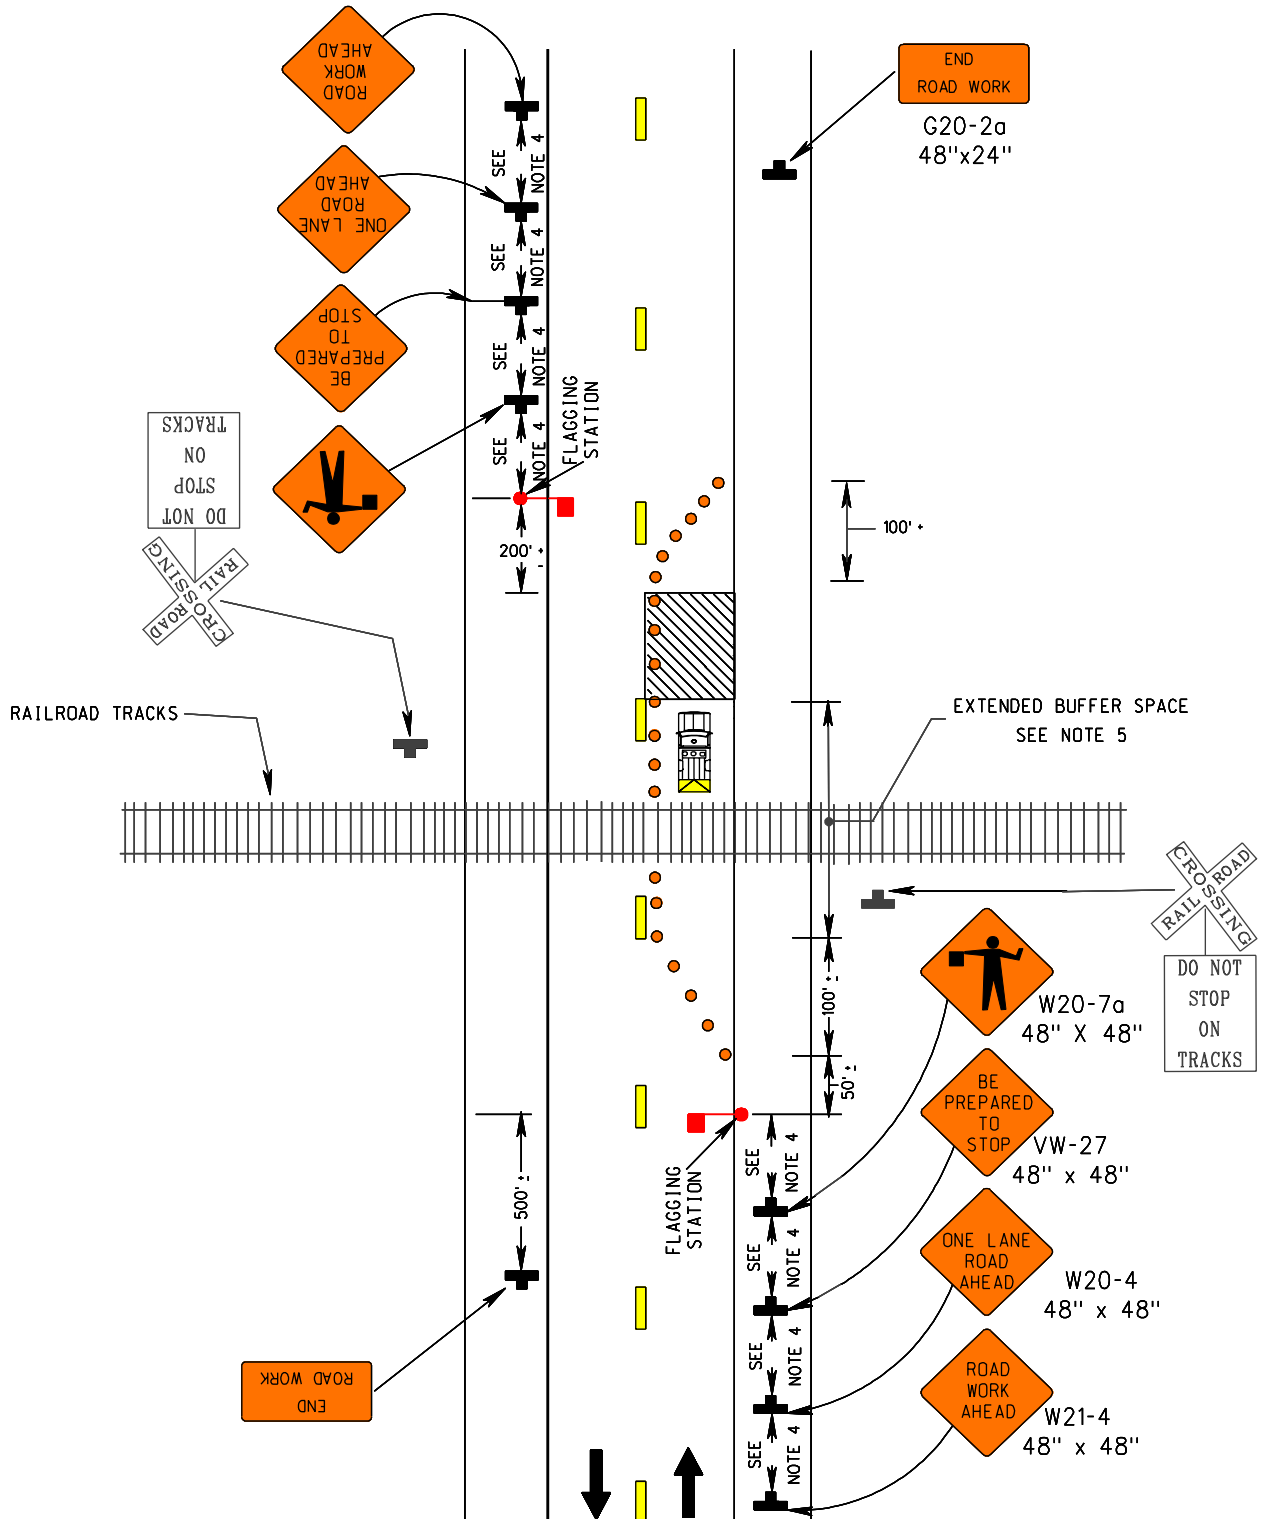 ROAD
WORK
AHEAD
END
ROAD WORK
G20-2a
48"x24"
SEE
NOTE 4
ONE LANE
ROAD
AHEAD
SEE
NOTE 4
BE
PREPARED
TO
STOP
SEE
NOTE 4
FLAGGING
STATION
SEE
NOTE 4
DO NOT
STOP
ON
TRACKS
RAIL ROAD
CROSSING
200' ±
100' ±
RAILROAD TRACKS
EXTENDED BUFFER SPACE
SEE NOTE 5
RAIL ROAD
CROSSING
DO NOT
STOP
ON
TRACKS
W20-7a
48" X 48"
100' ±
50' ±
BE
PREPARED
TO
STOP
VW-27
48" x 48"
FLAGGING
STATION
SEE
NOTE 4
500' ±
SEE
NOTE 4
ONE LANE
ROAD
AHEAD
W20-4
48" x 48"
SEE
NOTE 4
END
ROAD WORK
ROAD
WORK
AHEAD
W21-4
48" x 48"
SEE
NOTE 4